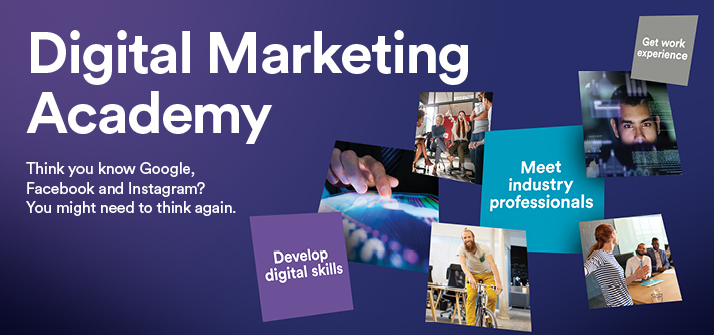 Digital Marketing
Academy
Think you know Google,
Facebook and Instagram?
You might need to think again.
Get work
experience
Meet
industry
professionals
Develop
digital skills